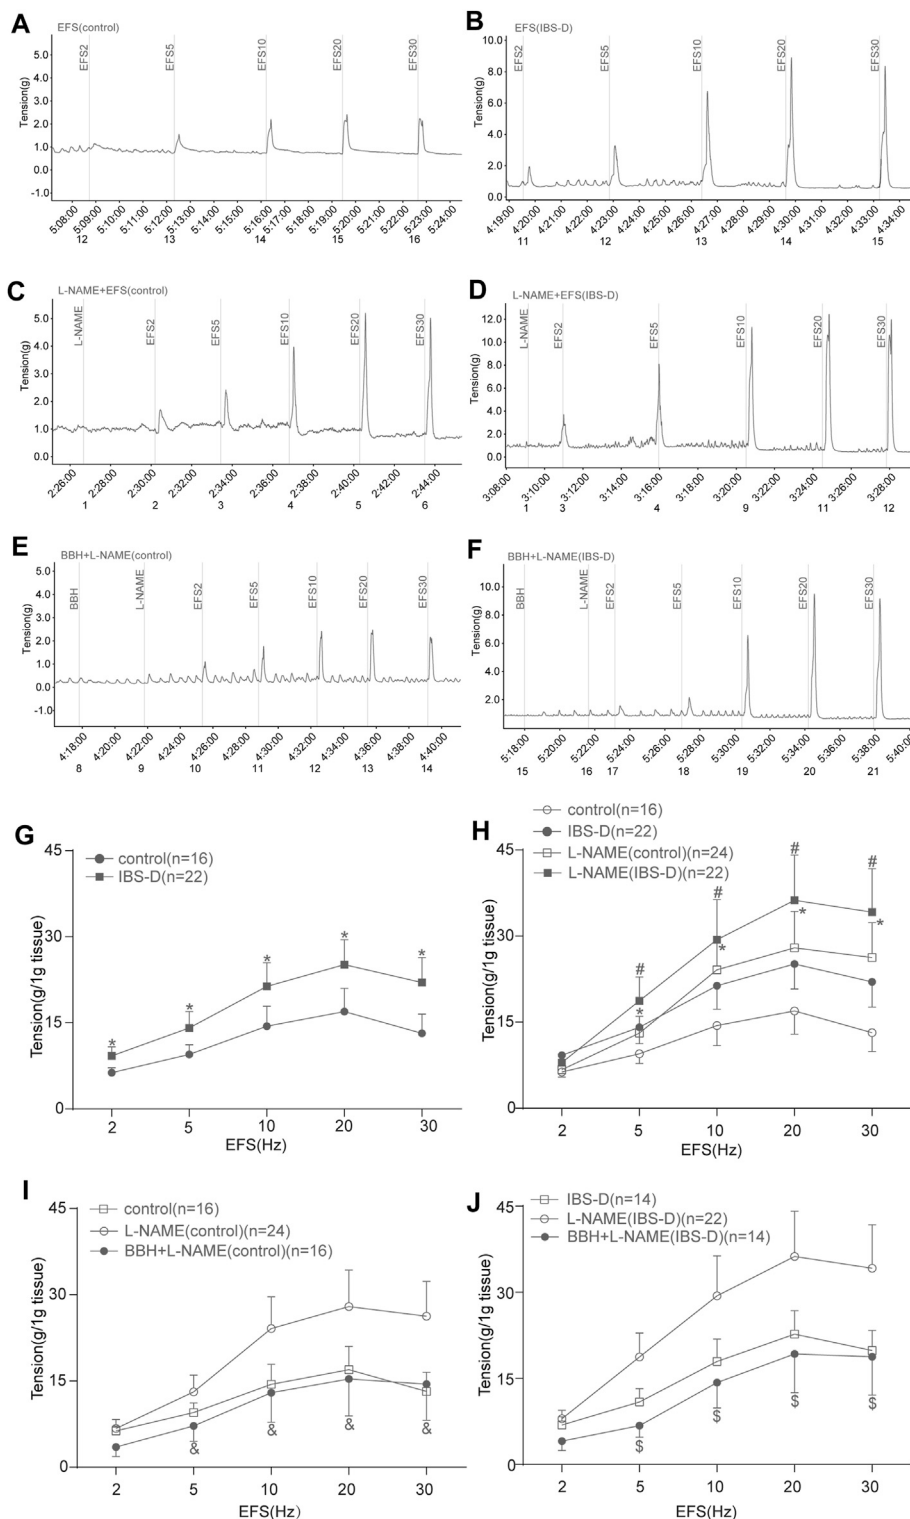 A
EFS(control)
Tension(g)
5.0
4.0
3.0
2.0
1.0
0.0
-1.0
EFS2
EFS5
EFS10
EFS20
EFS30
5:08:00
5:09:00
5:10:00
5:11:00
5:12:00
5:13:00
5:14:00
5:15:00
5:16:00
5:17:00
5:18:00
5:19:00
5:20:00
5:21:00
5:22:00
5:23:00
5:24:00
12
13
14
15
16
B
EFS(IBS-D)
Tension(g)
10.0
8.0
6.0
4.0
2.0
0.0
EFS2
EFS5
EFS10
EFS20
EFS30
4:19:00
4:20:00
4:21:00
4:22:00
4:23:00
4:24:00
4:25:00
4:26:00
4:27:00
4:28:00
4:29:00
4:30:00
4:31:00
4:32:00
4:33:00
4:34:00
11
12
13
14
15
C
L-NAME+EFS(control)
Tension(g)
5.0
4.0
3.0
2.0
1.0
0.0
L-NAME
EFS2
EFS5
EFS10
EFS20
EFS30
2:26:00
2:28:00
2:30:00
2:32:00
2:34:00
2:36:00
2:38:00
2:40:00
2:42:00
2:44:00
1
2
3
4
5
6
D
L-NAME+EFS(IBS-D)
Tension(g)
12.0
10.0
8.0
6.0
4.0
2.0
0.0
L-NAME
EFS2
EFS5
EFS10
EFS20
EFS30
3:08:00
3:10:00
3:12:00
3:14:00
3:16:00
3:18:00
3:20:00
3:22:00
3:24:00
3:26:00
3:28:00
1
3
4
9
11
12
E
BBH+L-NAME(control)
Tension(g)
5.0
4.0
3.0
2.0
1.0
0.0
-1.0
BBH
L-NAME
EFS2
EFS5
EFS10
EFS20
EFS30
4:18:00
4:20:00
4:22:00
4:24:00
4:26:00
4:28:00
4:30:00
4:32:00
4:34:00
4:36:00
4:38:00
4:40:00
8
9
10
11
12
13
14
F
BBH+L-NAME(IBS-D)
Tension(g)
10.0
8.0
6.0
4.0
2.0
BBH
L-NAME
EFS2
EFS5
EFS10
EFS20
EFS30
5:18:00
5:20:00
5:22:00
5:24:00
5:26:00
5:28:00
5:30:00
5:32:00
5:34:00
5:36:00
5:38:00
5:40:00
15
16
17
18
19
20
21
G
control(n=16)
IBS-D(n=22)
Tension(g/1g tissue)
45
30
15
0
* * * * *
2 5 10 20 30
EFS(Hz)
H
control(n=16)
IBS-D(n=22)
L-NAME(control)(n=24)
L-NAME(IBS-D)(n=22)
Tension(g/1g tissue)
45
30
15
0
# # # #
* * * *
2 5 10 20 30
EFS(Hz)
I
control(n=16)
L-NAME(control)(n=24)
BBH+L-NAME(control)(n=16)
Tension(g/1g tissue)
45
30
15
0
& & & &
2 5 10 20 30
EFS(Hz)
J
IBS-D(n=14)
L-NAME(IBS-D)(n=22)
BBH+L-NAME(IBS-D)(n=14)
Tension(g/1g tissue)
45
30
15
0
$ $ $ $
2 5 10 20 30
EFS(Hz)